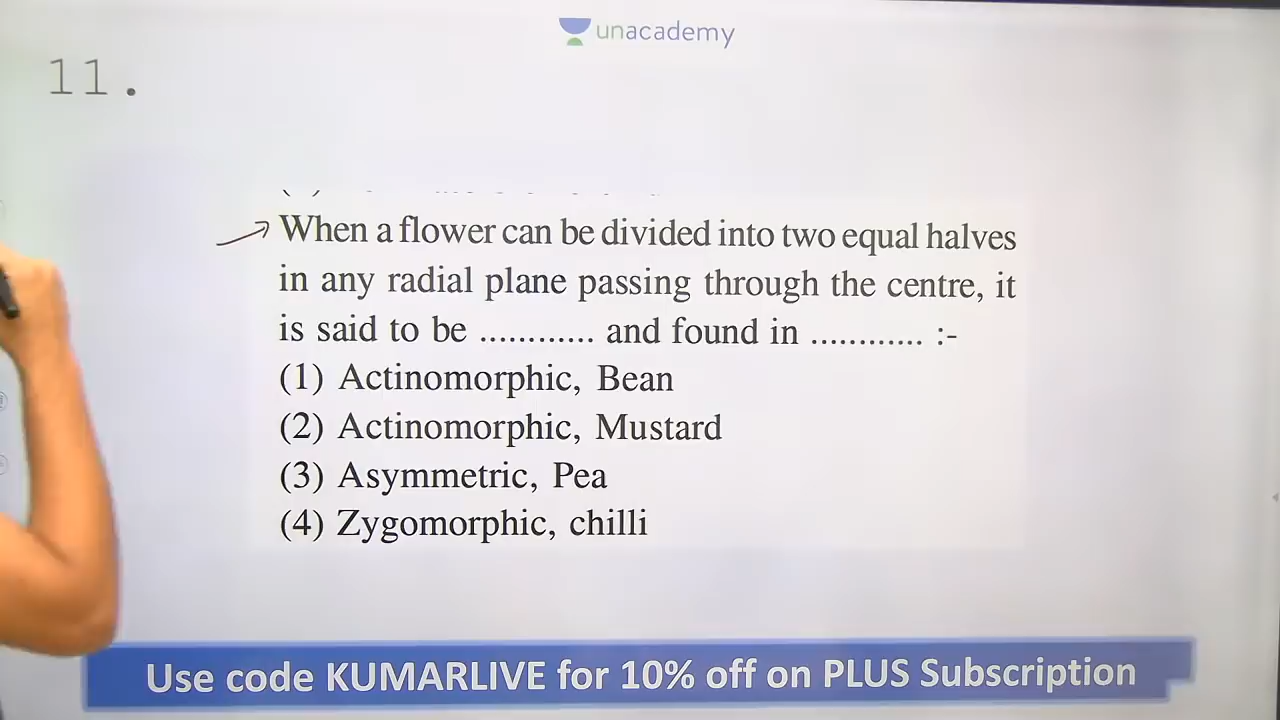 unacademy
11.
When a flower can be divided into two equal halves
in any radial plane passing through the centre, it
is said to be ............ and found in ............ :-
(1) Actinomorphic, Bean
(2) Actinomorphic, Mustard
(3) Asymmetric, Pea
(4) Zygomorphic, chilli
Use code KUMARLIVE for 10% off on PLUS Subscription